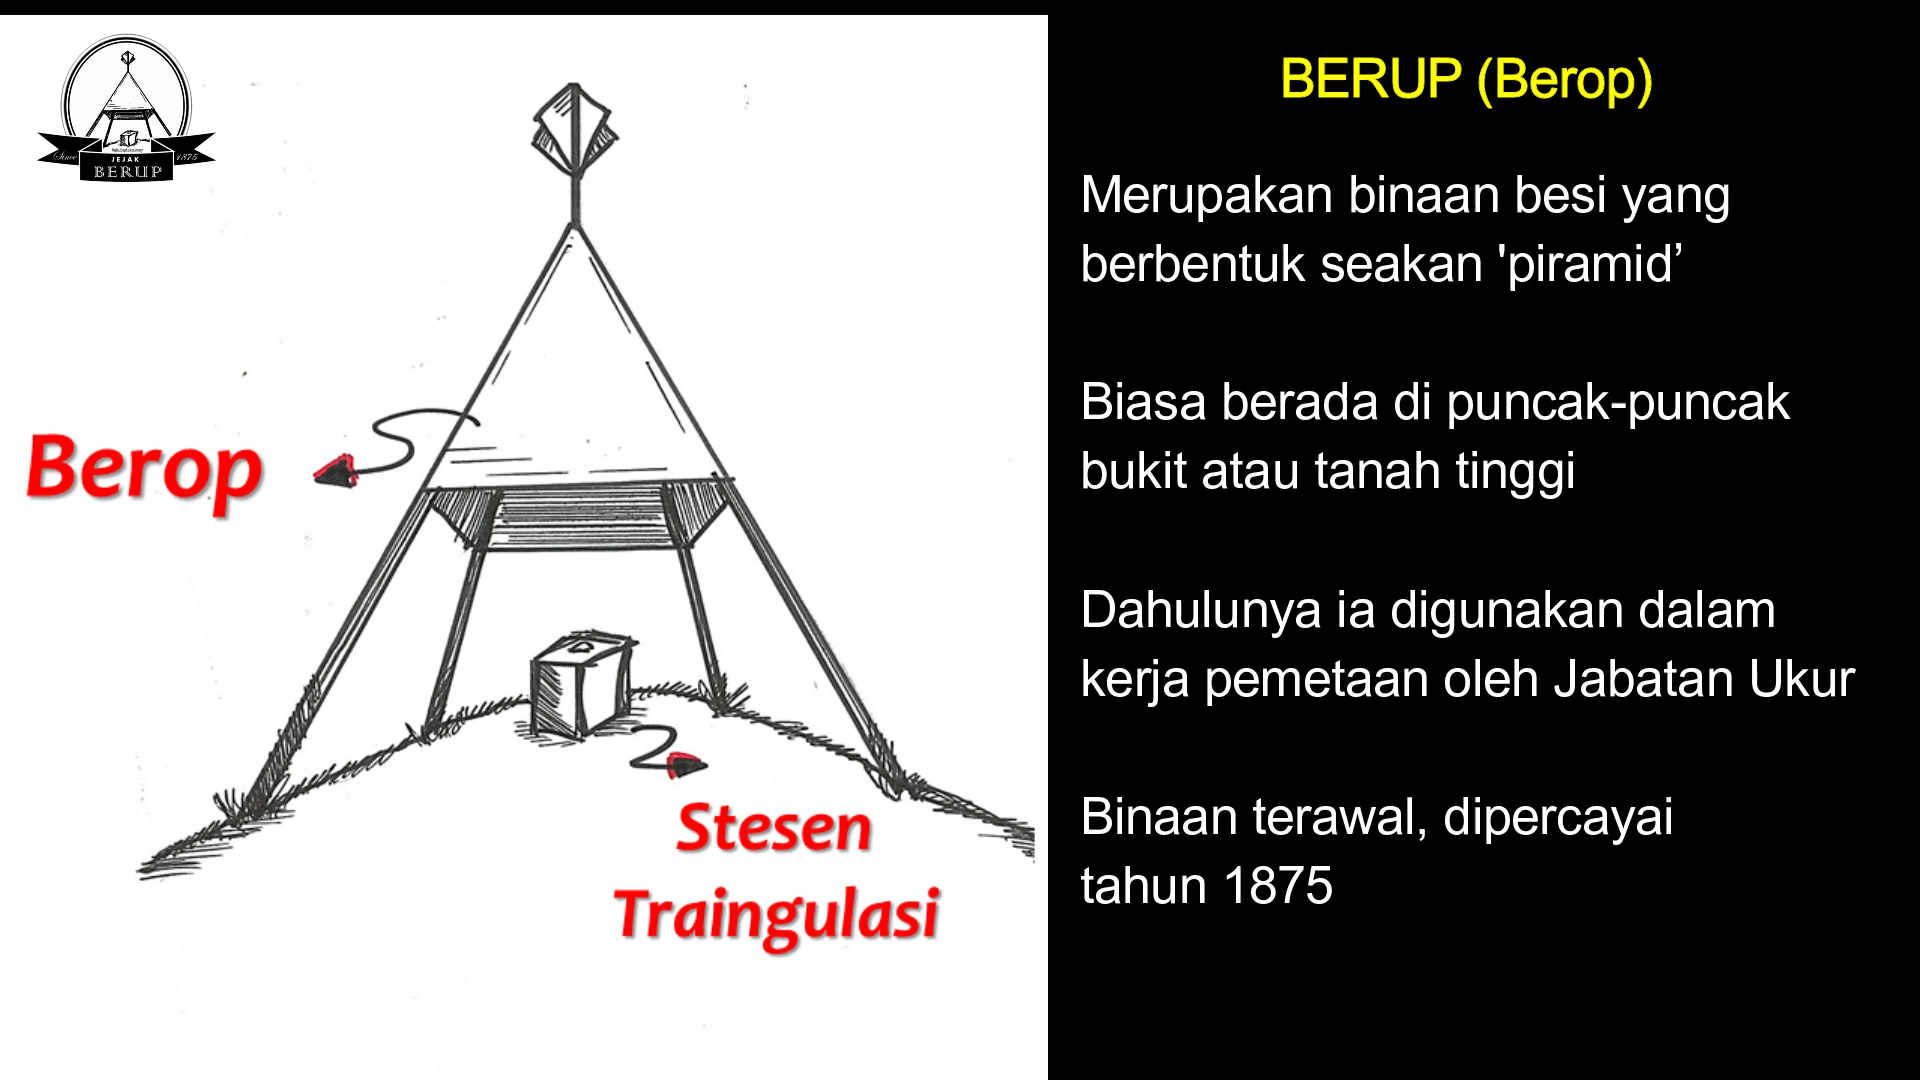 Since 1875
JEJAK
BERUP
Berop
Stesen
Traingulasi
BERUP (Berop)
Merupakan binaan besi yang
berbentuk seakan 'piramid’
Biasa berada di puncak-puncak
bukit atau tanah tinggi
Dahulunya ia digunakan dalam
kerja pemetaan oleh Jabatan Ukur
Binaan terawal, dipercayai
tahun 1875